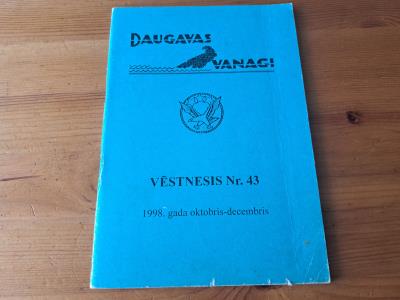 DAUGAVAS
VANAGI
VĒSTNESIS Nr. 43
1998. gada oktobris-decembris